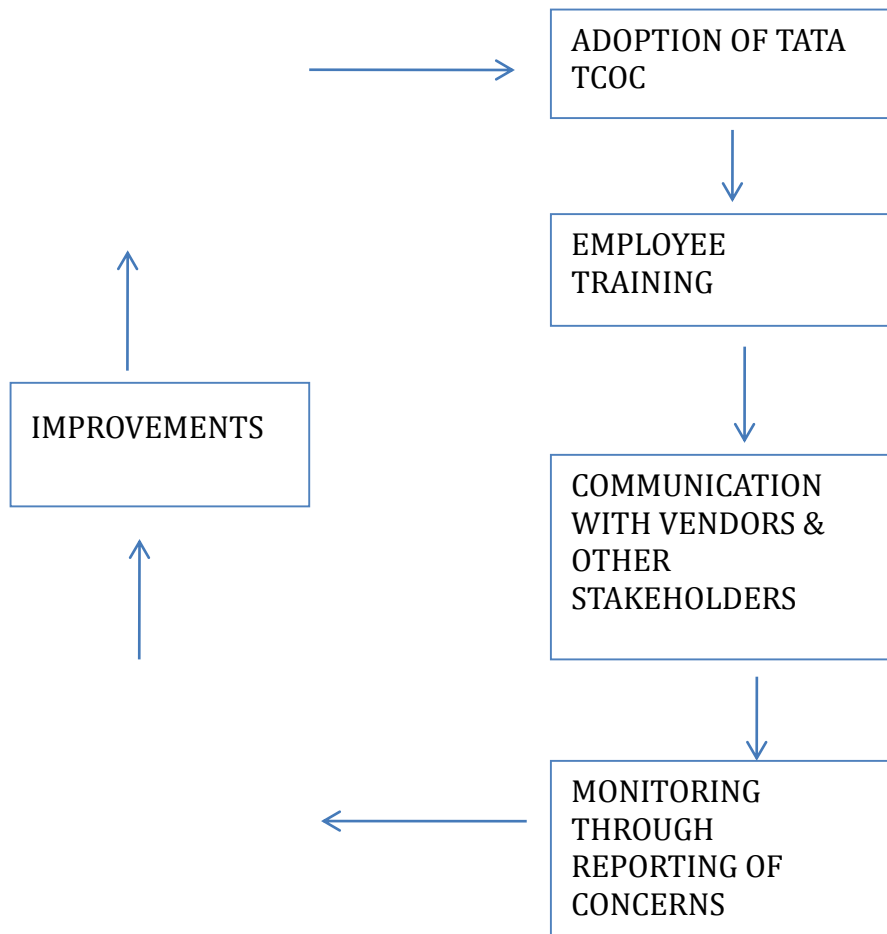 ADOPTION OF TATA
TCOC
EMPLOYEE
TRAINING
IMPROVEMENTS
COMMUNICATION
WITH VENDORS &
OTHER
STAKEHOLDERS
MONITORING
THROUGH
REPORTING OF
CONCERNS